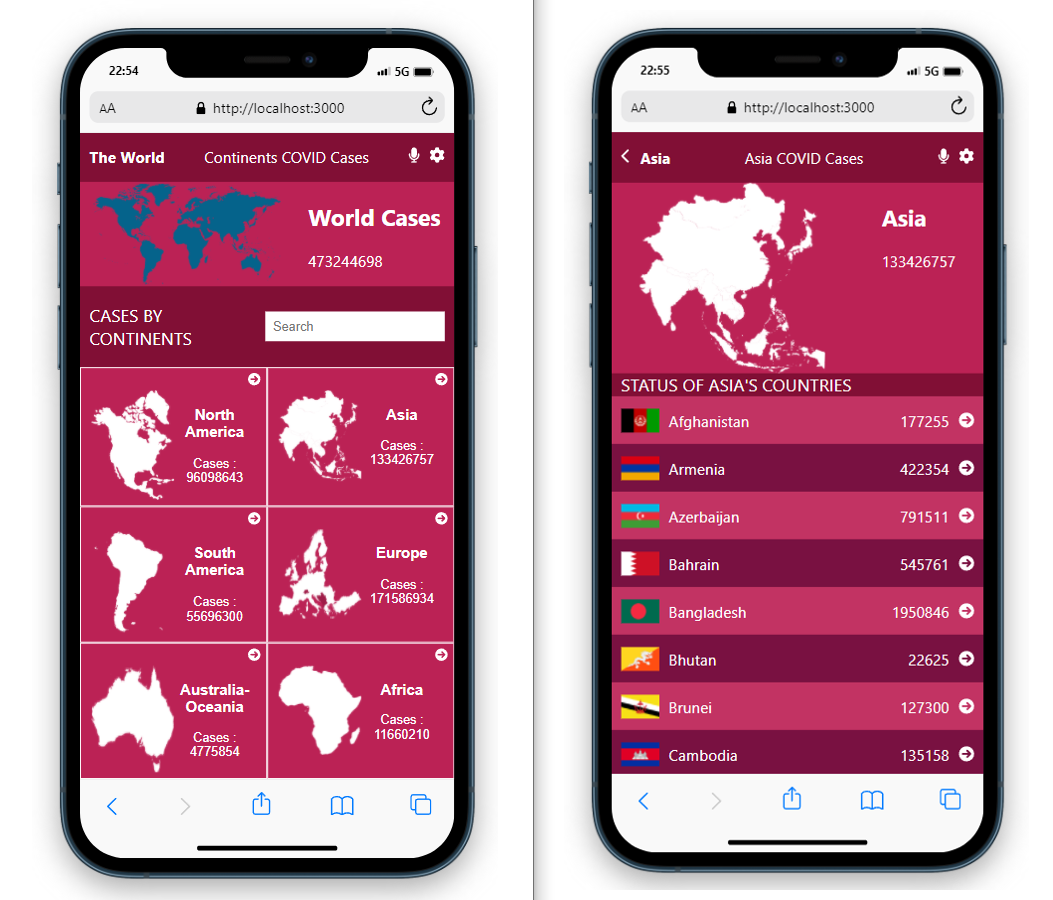 22:54
5G
AA
http://localhost:3000
The World
Continents COVID Cases
World Cases
473244698
CASES BY
CONTINENTS
Search
North
America
Cases :
96098643
Asia
Cases :
133426757
South
America
Cases :
55696300
Europe
Cases :
171586934
Australia-
Oceania
Cases :
4775854
Africa
Cases :
11660210
22:55
5G
AA
http://localhost:3000
Asia
Asia COVID Cases
Asia
133426757
STATUS OF ASIA'S COUNTRIES
Afghanistan 177255
Armenia 422354
Azerbaijan 791511
Bahrain 545761
Bangladesh 1950846
Bhutan 22625
Brunei 127300
Cambodia 135158